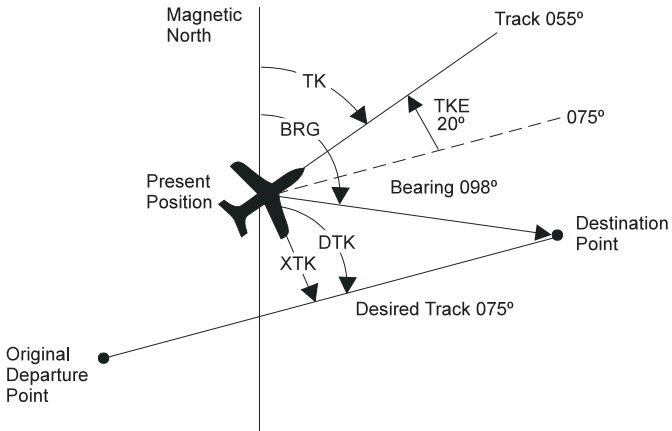 Magnetic
North
Track 055º
TK
TKE
20º
075º
BRG
Present
Position
Bearing 098º
Destination
Point
DTK
XTK
Desired Track 075º
Original
Departure
Point